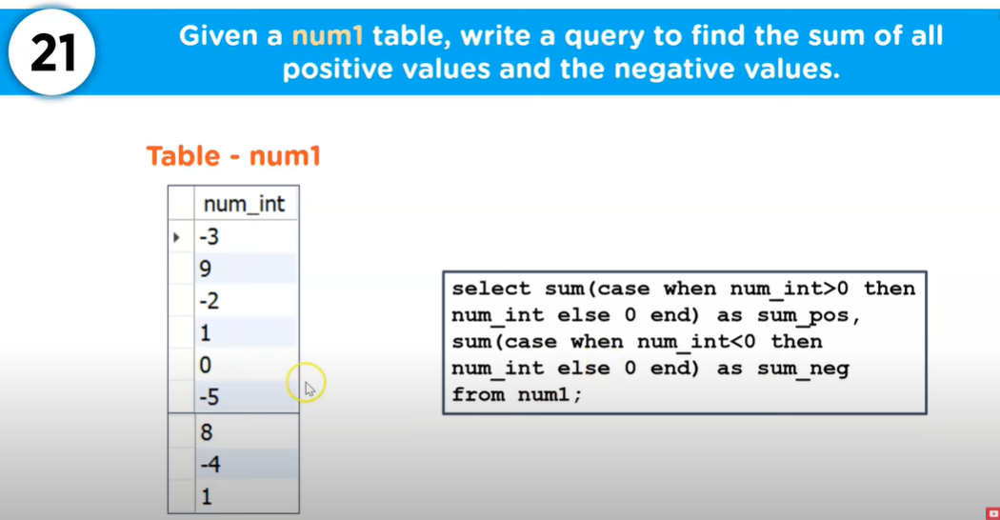 21
Given a num1 table, write a query to find the sum of all
positive values and the negative values.
Table - num1
num_int
-3
9
-2
1
0
-5
8
-4
1
select sum(case when num_int>0 then
num_int else 0 end) as sum_pos,
sum(case when num_int<0 then
num_int else 0 end) as sum_neg
from num1;